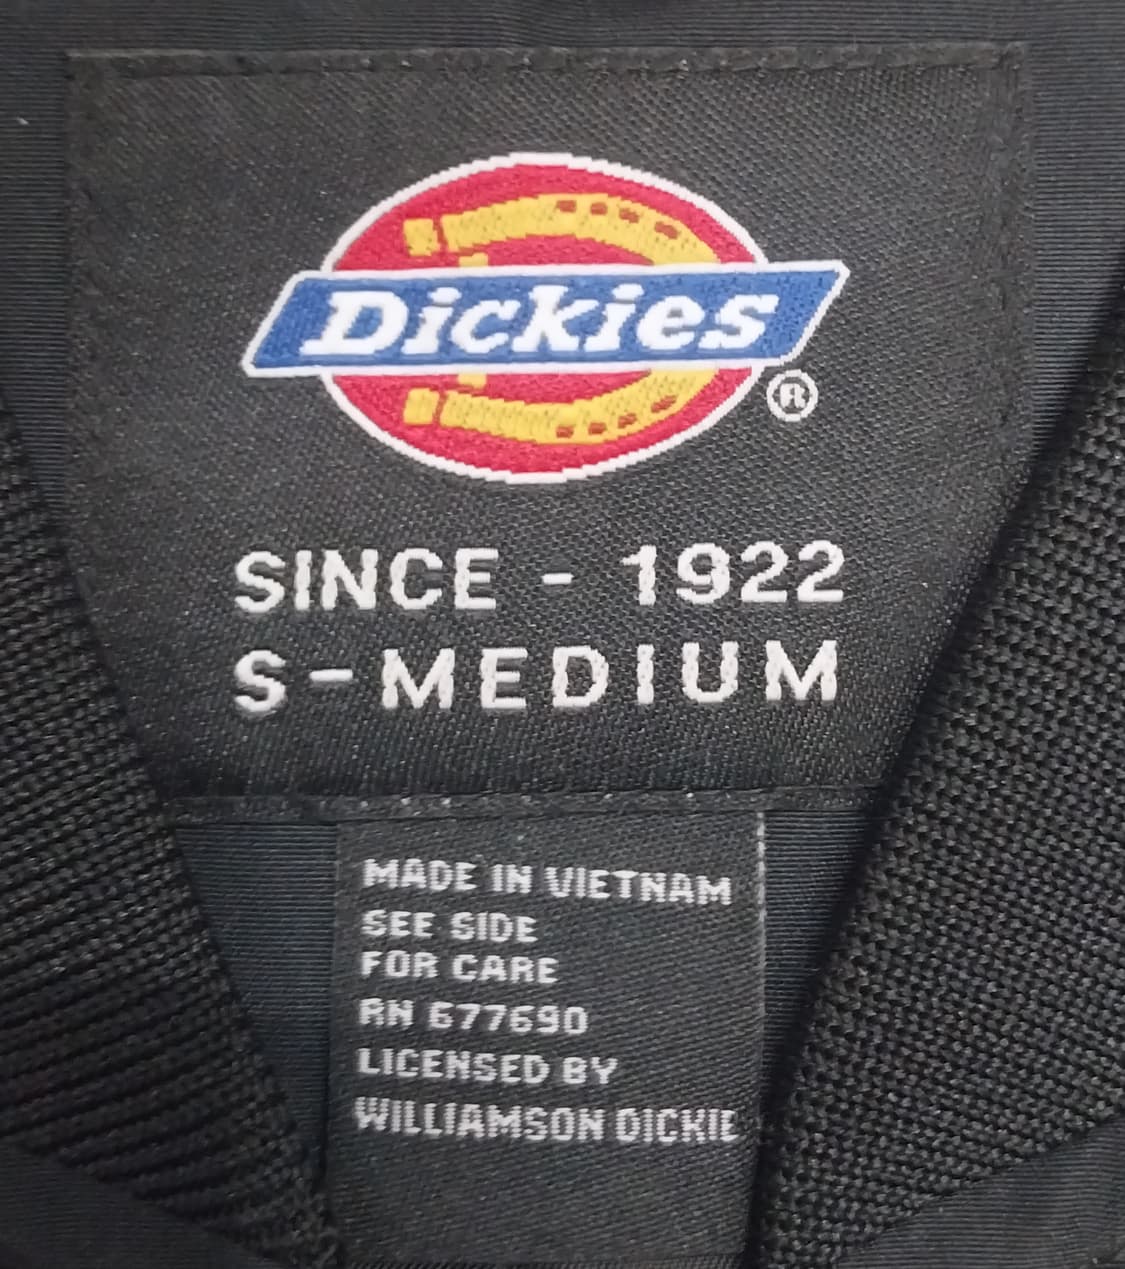 Dickies
®
SINCE - 1922
S-MEDIUM
MADE IN VIETNAM
SEE SIDE
FOR CARE
RN 677690
LICENSED BY
WILLIAMSON DICKIE